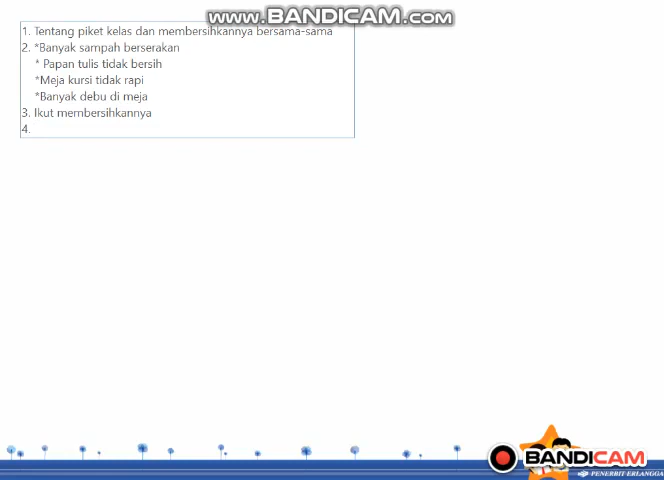 WWW.BANDICAM.COM
1. Tentang piket kelas dan membersihkannya bersama-sama
2. *Banyak sampah berserakan
* Papan tulis tidak bersih
*Meja kursi tidak rapi
*Banyak debu di meja
3. Ikut membersihkannya
4.
BANDICAM
PENERBIT ERLANGGA